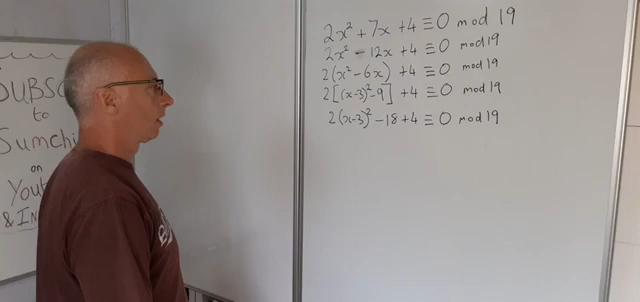 SUBSC
to
Sumchi
on
You
& IN
2x² + 7x + 4 ≡ 0 mod 19
2x² - 12x + 4 ≡ 0 mod 19
2(x² - 6x) + 4 ≡ 0 mod 19
2[(x-3)² - 9] + 4 ≡ 0 mod 19
2(x-3)² - 18 + 4 ≡ 0 mod 19